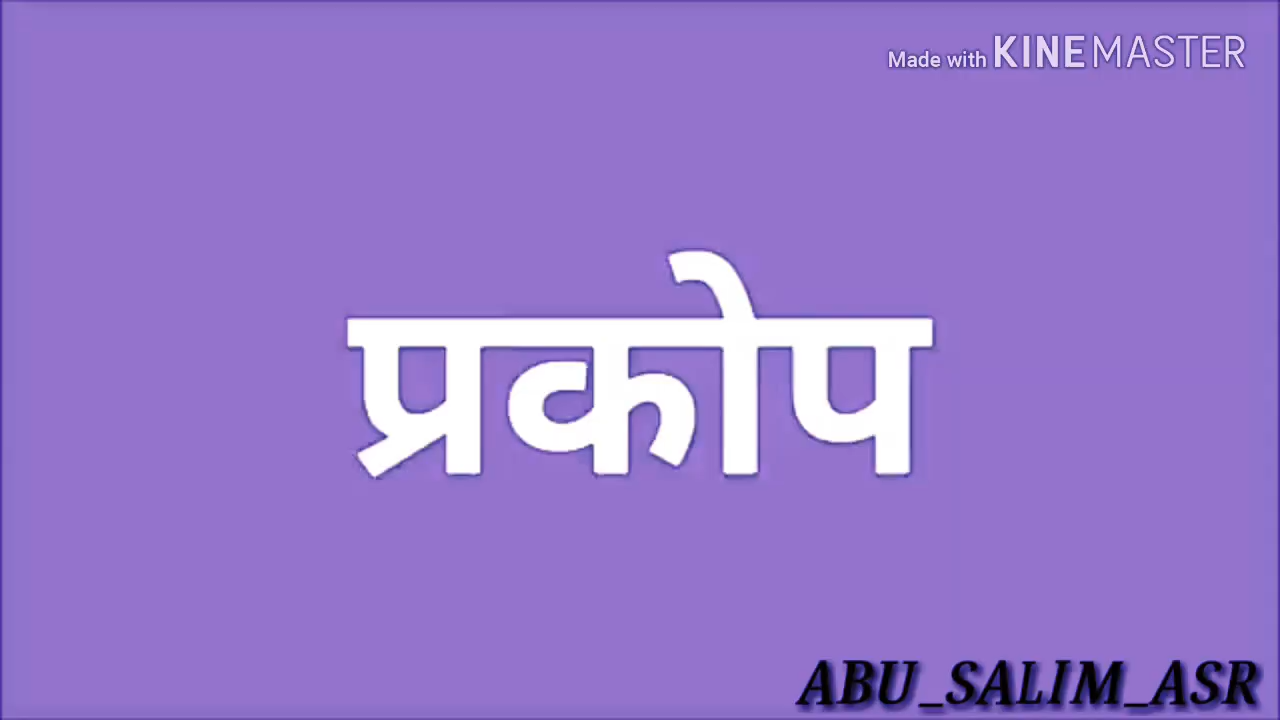 Made with KINEMASTER
प्रकोप
ABU_SALIM_ASR